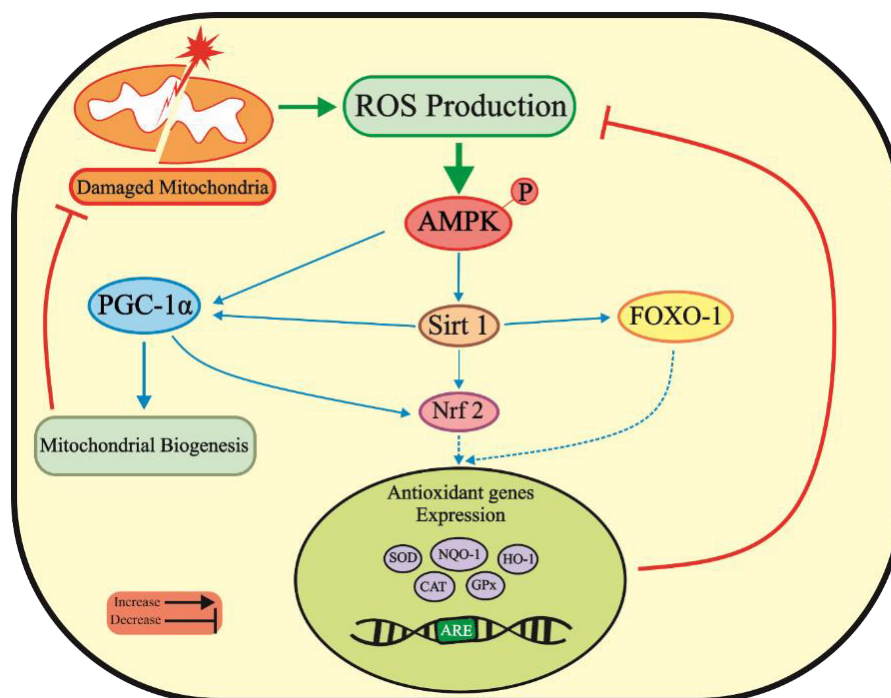 ROS Production
Damaged Mitochondria
P
AMPK
PGC-1α
Sirt 1
FOXO-1
Nrf 2
Mitochondrial Biogenesis
Antioxidant genes
Expression
SOD
NQO-1
HO-1
CAT
GPx
ARE
Increase
Decrease